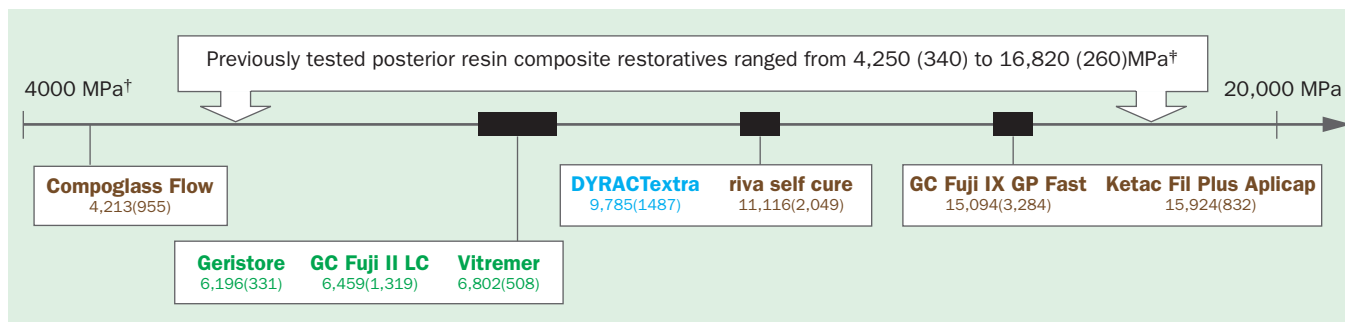 Previously tested posterior resin composite restoratives ranged from 4,250 (340) to 16,820 (260)MPa‡
4000 MPa†
20,000 MPa
Compoglass Flow
4,213(955)
DYRACTextra
9,785(1487)
riva self cure
11,116(2,049)
GC Fuji IX GP Fast
15,094(3,284)
Ketac Fil Plus Aplicap
15,924(832)
Geristore
6,196(331)
GC Fuji II LC
6,459(1,319)
Vitremer
6,802(508)